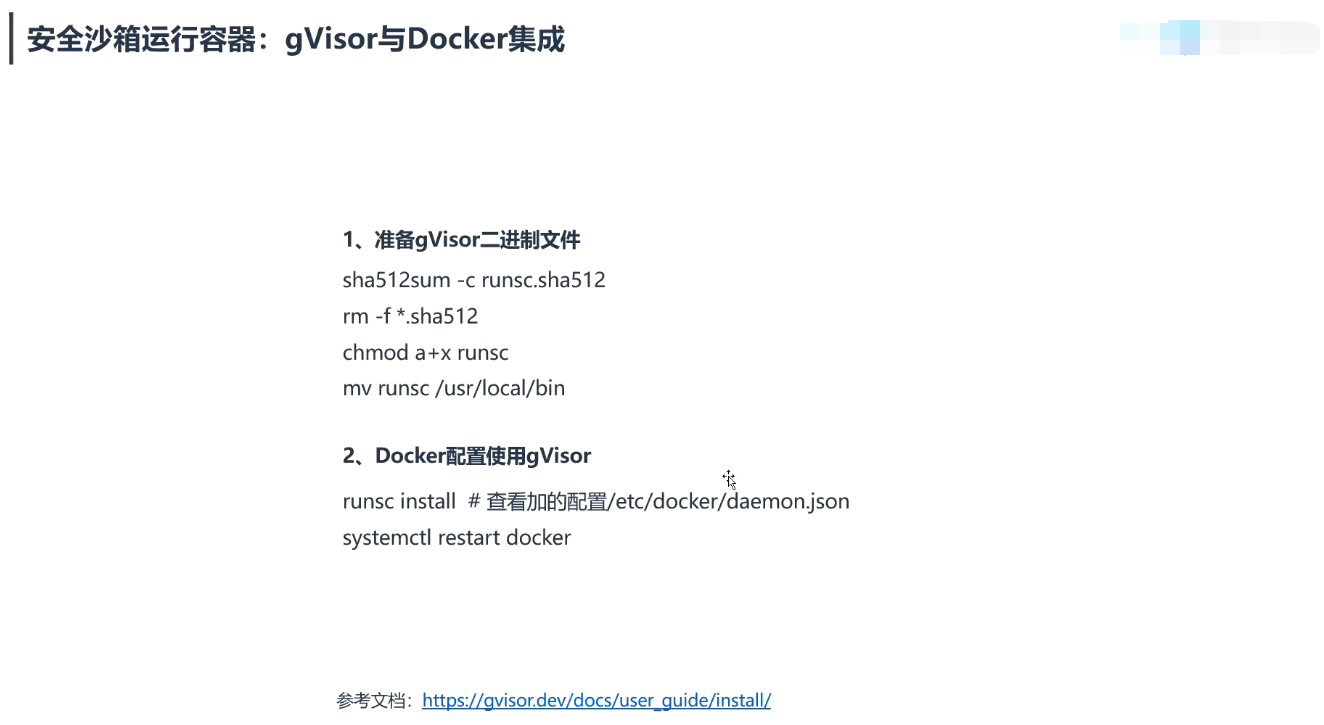 安全沙箱运行容器：gVisor与Docker集成
1、准备gVisor二进制文件
sha512sum -c runsc.sha512
rm -f *.sha512
chmod a+x runsc
mv runsc /usr/local/bin
2、Docker配置使用gVisor
runsc install  # 查看加的配置/etc/docker/daemon.json
systemctl restart docker
参考文档：https://gvisor.dev/docs/user_guide/install/